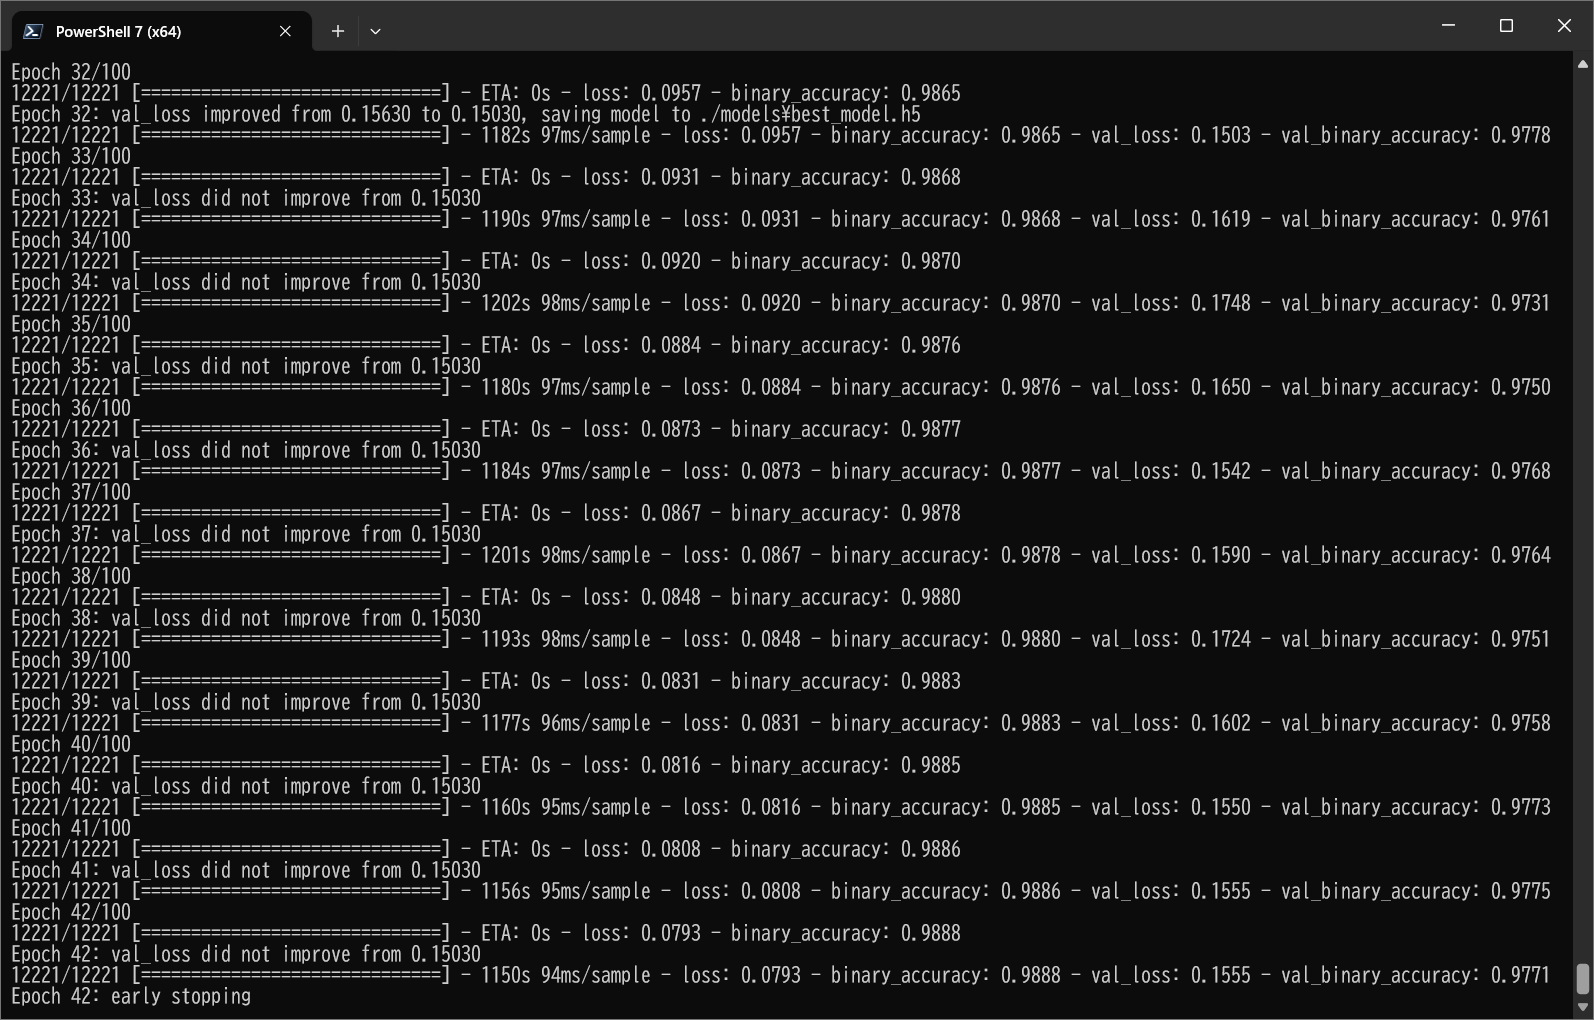 PowerShell 7 (x64)
Epoch 32/100
12221/12221 [==============================] - ETA: 0s - loss: 0.0957 - binary_accuracy: 0.9865
Epoch 32: val_loss improved from 0.15630 to 0.15030, saving model to ./models¥best_model.h5
12221/12221 [==============================] - 1182s 97ms/sample - loss: 0.0957 - binary_accuracy: 0.9865 - val_loss: 0.1503 - val_binary_accuracy: 0.9778
Epoch 33/100
12221/12221 [==============================] - ETA: 0s - loss: 0.0931 - binary_accuracy: 0.9868
Epoch 33: val_loss did not improve from 0.15030
12221/12221 [==============================] - 1190s 97ms/sample - loss: 0.0931 - binary_accuracy: 0.9868 - val_loss: 0.1619 - val_binary_accuracy: 0.9761
Epoch 34/100
12221/12221 [==============================] - ETA: 0s - loss: 0.0920 - binary_accuracy: 0.9870
Epoch 34: val_loss did not improve from 0.15030
12221/12221 [==============================] - 1202s 98ms/sample - loss: 0.0920 - binary_accuracy: 0.9870 - val_loss: 0.1748 - val_binary_accuracy: 0.9731
Epoch 35/100
12221/12221 [==============================] - ETA: 0s - loss: 0.0884 - binary_accuracy: 0.9876
Epoch 35: val_loss did not improve from 0.15030
12221/12221 [==============================] - 1180s 97ms/sample - loss: 0.0884 - binary_accuracy: 0.9876 - val_loss: 0.1650 - val_binary_accuracy: 0.9750
Epoch 36/100
12221/12221 [==============================] - ETA: 0s - loss: 0.0873 - binary_accuracy: 0.9877
Epoch 36: val_loss did not improve from 0.15030
12221/12221 [==============================] - 1184s 97ms/sample - loss: 0.0873 - binary_accuracy: 0.9877 - val_loss: 0.1542 - val_binary_accuracy: 0.9768
Epoch 37/100
12221/12221 [==============================] - ETA: 0s - loss: 0.0867 - binary_accuracy: 0.9878
Epoch 37: val_loss did not improve from 0.15030
12221/12221 [==============================] - 1201s 98ms/sample - loss: 0.0867 - binary_accuracy: 0.9878 - val_loss: 0.1590 - val_binary_accuracy: 0.9764
Epoch 38/100
12221/12221 [==============================] - ETA: 0s - loss: 0.0848 - binary_accuracy: 0.9880
Epoch 38: val_loss did not improve from 0.15030
12221/12221 [==============================] - 1193s 98ms/sample - loss: 0.0848 - binary_accuracy: 0.9880 - val_loss: 0.1724 - val_binary_accuracy: 0.9751
Epoch 39/100
12221/12221 [==============================] - ETA: 0s - loss: 0.0831 - binary_accuracy: 0.9883
Epoch 39: val_loss did not improve from 0.15030
12221/12221 [==============================] - 1177s 96ms/sample - loss: 0.0831 - binary_accuracy: 0.9883 - val_loss: 0.1602 - val_binary_accuracy: 0.9758
Epoch 40/100
12221/12221 [==============================] - ETA: 0s - loss: 0.0816 - binary_accuracy: 0.9885
Epoch 40: val_loss did not improve from 0.15030
12221/12221 [==============================] - 1160s 95ms/sample - loss: 0.0816 - binary_accuracy: 0.9885 - val_loss: 0.1550 - val_binary_accuracy: 0.9773
Epoch 41/100
12221/12221 [==============================] - ETA: 0s - loss: 0.0808 - binary_accuracy: 0.9886
Epoch 41: val_loss did not improve from 0.15030
12221/12221 [==============================] - 1156s 95ms/sample - loss: 0.0808 - binary_accuracy: 0.9886 - val_loss: 0.1555 - val_binary_accuracy: 0.9775
Epoch 42/100
12221/12221 [==============================] - ETA: 0s - loss: 0.0793 - binary_accuracy: 0.9888
Epoch 42: val_loss did not improve from 0.15030
12221/12221 [==============================] - 1150s 94ms/sample - loss: 0.0793 - binary_accuracy: 0.9888 - val_loss: 0.1555 - val_binary_accuracy: 0.9771
Epoch 42: early stopping